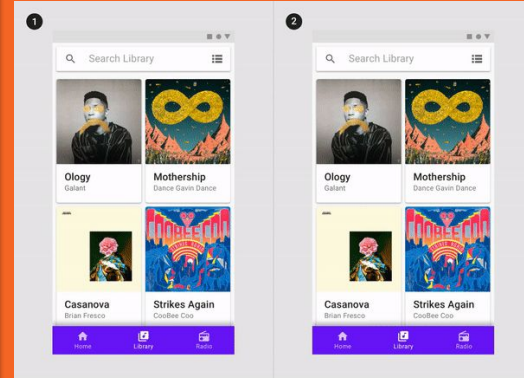 1
Search Library
Ology
Galant
Mothership
Dance Gavin Dance
Casanova
Brian Fresco
Strikes Again
CooBee Coo
Home
Library
Radio
2
Search Library
Ology
Galant
Mothership
Dance Gavin Dance
Casanova
Brian Fresco
Strikes Again
CooBee Coo
Home
Library
Radio